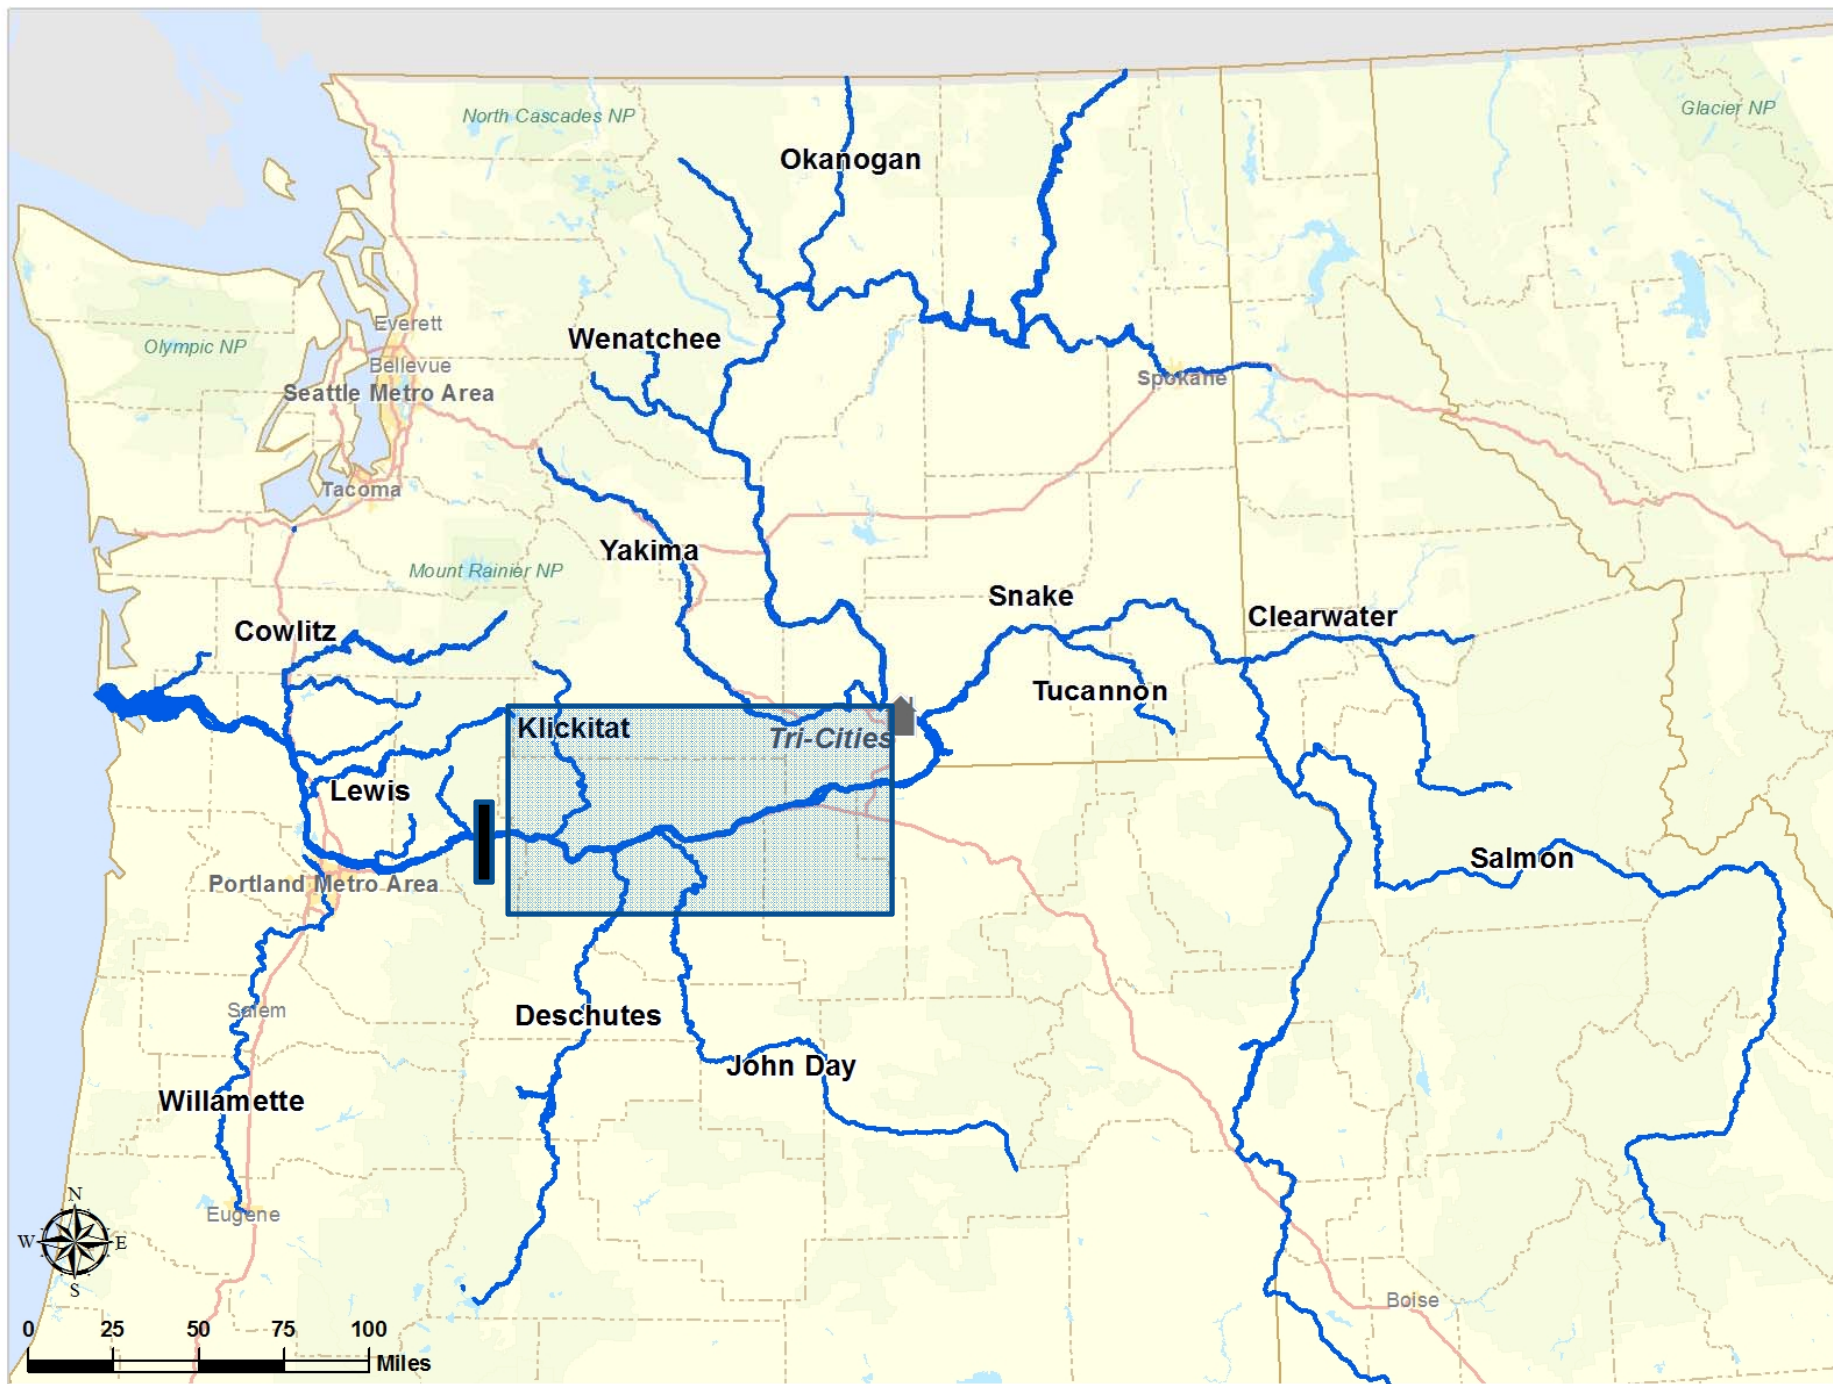 North Cascades NP
Glacier NP
Okanogan
Everett
Wenatchee
Olympic NP
Bellevue
Spokane
Seattle Metro Area
Tacoma
Yakima
Mount Rainier NP
Snake
Clearwater
Cowlitz
Tucannon
Klickitat
Tri-Cities
Lewis
Salmon
Portland Metro Area
Salem
Deschutes
John Day
Willamette
N
Eugene
W E
S
Boise
0 25 50 75 100
Miles